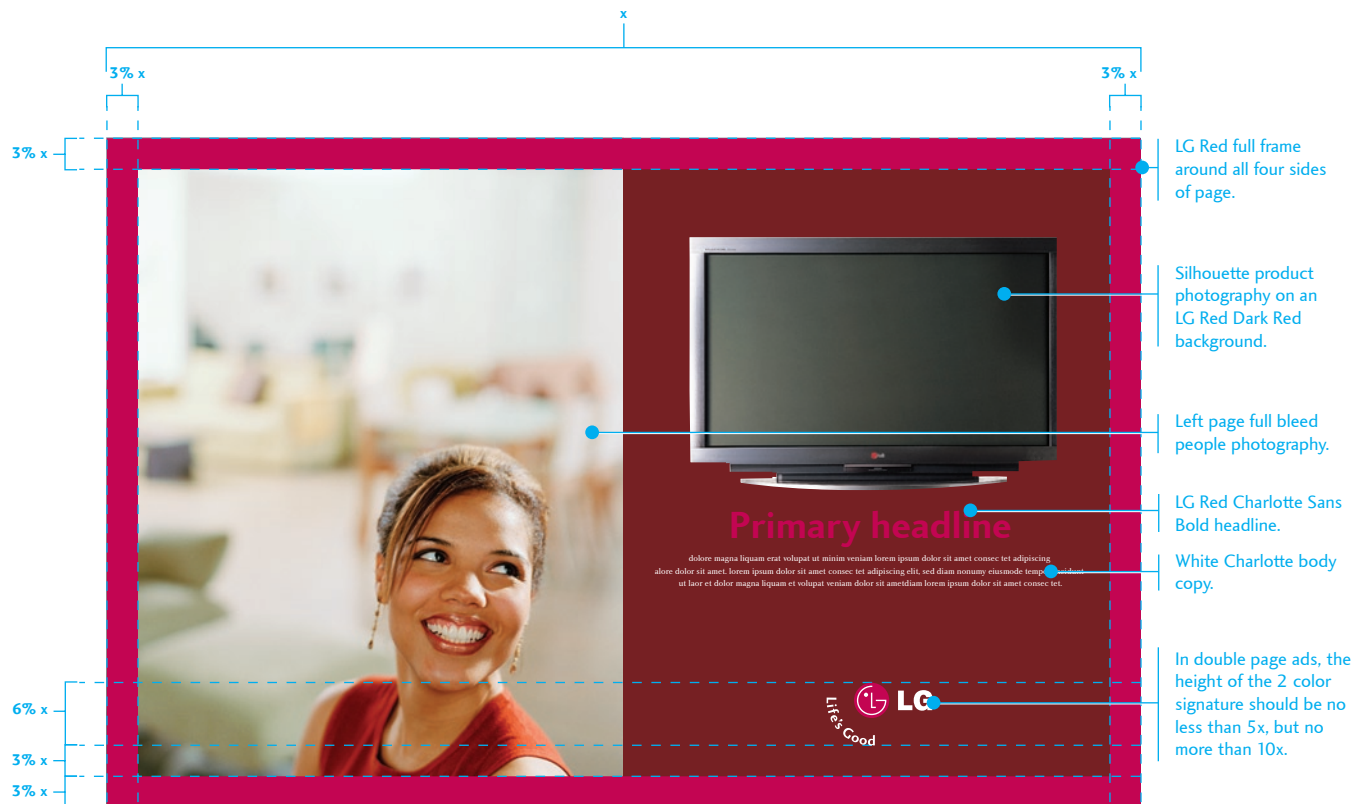 x
3% x
3% x
3% x
LG Red full frame
around all four sides
of page.
Silhouette product
photography on an
LG Red Dark Red
background.
Left page full bleed
people photography.
LG Red Charlotte Sans
Bold headline.
Primary headline
White Charlotte body
copy.
dolore magna liquam erat volupat ut minim veniam lorem ipsum dolor sit amet consec tet adipiscing
alore dolor sit amet. lorem ipsum dolor sit amet consec tet adipiscing elit, sed diam nonumy eiusmode
ut laor et dolor magna liquam et volupat veniam dolor sit ametdiam lorem ipsum dolor sit amet consec tet.
In double page ads, the
height of the 2 color
signature should be no
less than 5x, but no
more than 10x.
LG
Life's Good
6% x
3% x
3% x